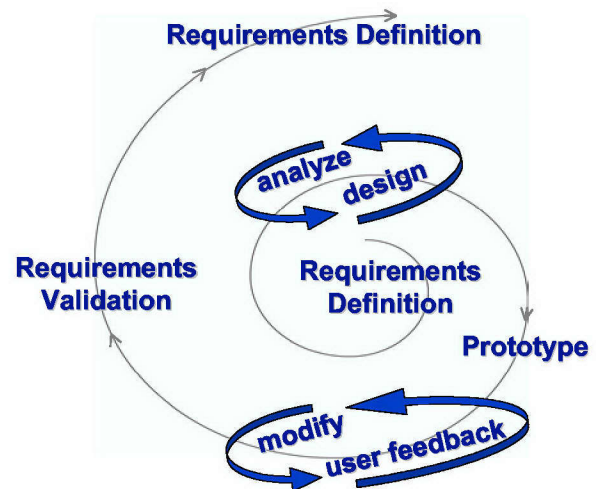 Requirements Definition
analyze
design
Requirements
Validation
Requirements
Definition
Prototype
modify
user feedback